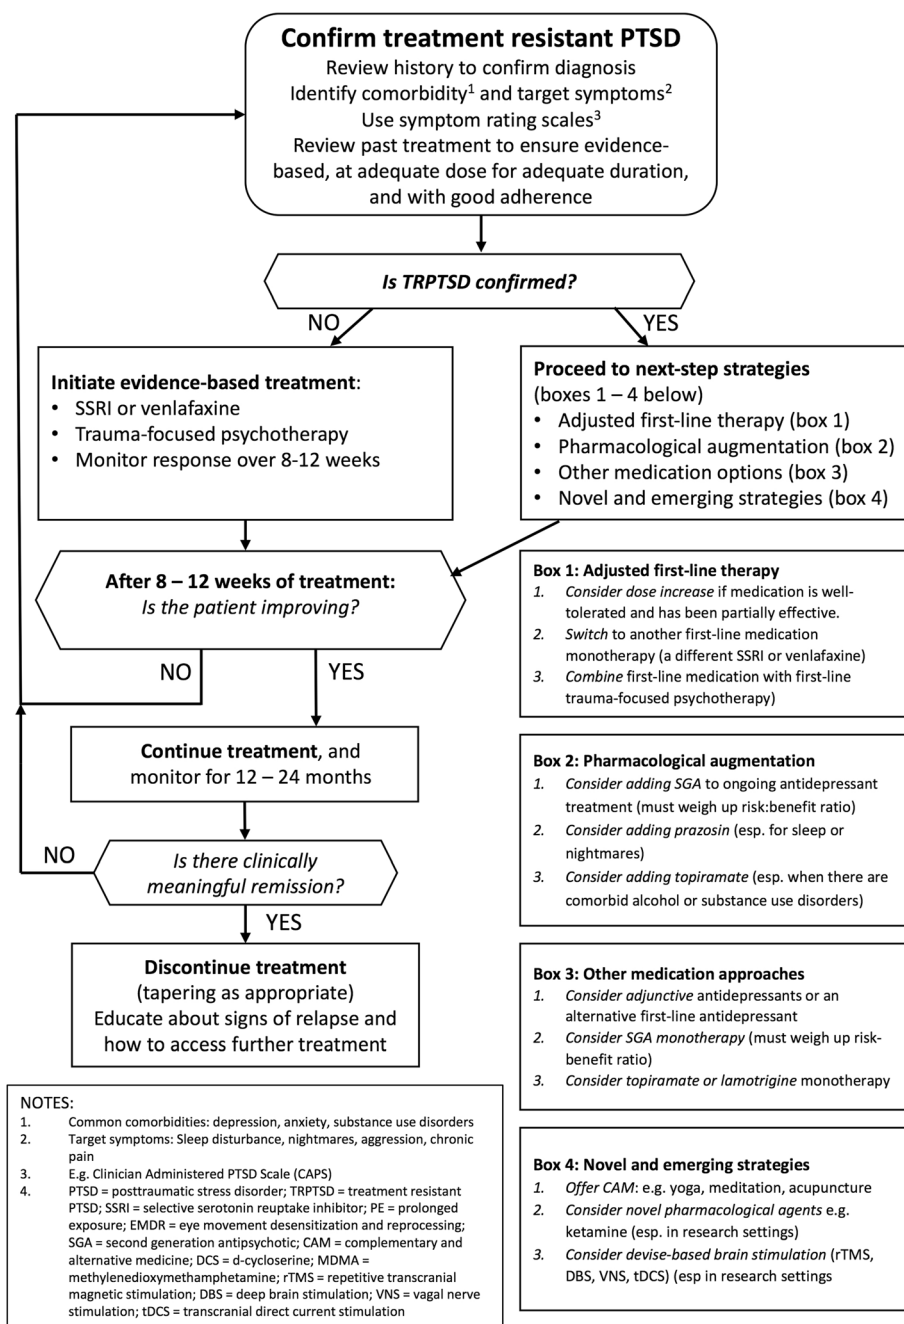 Confirm treatment resistant PTSD
Review history to confirm diagnosis
Identify comorbidity1 and target symptoms2
Use symptom rating scales3
Review past treatment to ensure evidence-
based, at adequate dose for adequate duration,
and with good adherence
Is TRPTSD confirmed?
NO
YES
Initiate evidence-based treatment:
• SSRI or venlafaxine
• Trauma-focused psychotherapy
• Monitor response over 8-12 weeks
Proceed to next-step strategies
(boxes 1 – 4 below)
• Adjusted first-line therapy (box 1)
• Pharmacological augmentation (box 2)
• Other medication options (box 3)
• Novel and emerging strategies (box 4)
After 8 – 12 weeks of treatment:
Is the patient improving?
NO
YES
Continue treatment, and
monitor for 12 – 24 months
Is there clinically
meaningful remission?
NO
YES
Discontinue treatment
(tapering as appropriate)
Educate about signs of relapse and
how to access further treatment
Box 1: Adjusted first-line therapy
1. Consider dose increase if medication is well-
tolerated and has been partially effective.
2. Switch to another first-line medication
monotherapy (a different SSRI or venlafaxine)
3. Combine first-line medication with first-line
trauma-focused psychotherapy)
Box 2: Pharmacological augmentation
1. Consider adding SGA to ongoing antidepressant
treatment (must weigh up risk:benefit ratio)
2. Consider adding prazosin (esp. for sleep or
nightmares)
3. Consider adding topiramate (esp. when there are
comorbid alcohol or substance use disorders)
Box 3: Other medication approaches
1. Consider adjunctive antidepressants or an
alternative first-line antidepressant
2. Consider SGA monotherapy (must weigh up risk-
benefit ratio)
3. Consider topiramate or lamotrigine monotherapy
Box 4: Novel and emerging strategies
1. Offer CAM: e.g. yoga, meditation, acupuncture
2. Consider novel pharmacological agents e.g.
ketamine (esp. in research settings)
3. Consider devise-based brain stimulation (rTMS,
DBS, VNS, tDCS) (esp in research settings
NOTES:
1. Common comorbidities: depression, anxiety, substance use disorders
2. Target symptoms: Sleep disturbance, nightmares, aggression, chronic
pain
3. E.g. Clinician Administered PTSD Scale (CAPS)
4. PTSD = posttraumatic stress disorder; TRPTSD = treatment resistant
PTSD; SSRI = selective serotonin reuptake inhibitor; PE = prolonged
exposure; EMDR = eye movement desensitization and reprocessing;
SGA = second generation antipsychotic; CAM = complementary and
alternative medicine; DCS = d-cycloserine; MDMA =
methylenedioxymethamphetamine; rTMS = repetitive transcranial
magnetic stimulation; DBS = deep brain stimulation; VNS = vagal nerve
stimulation; tDCS = transcranial direct current stimulation